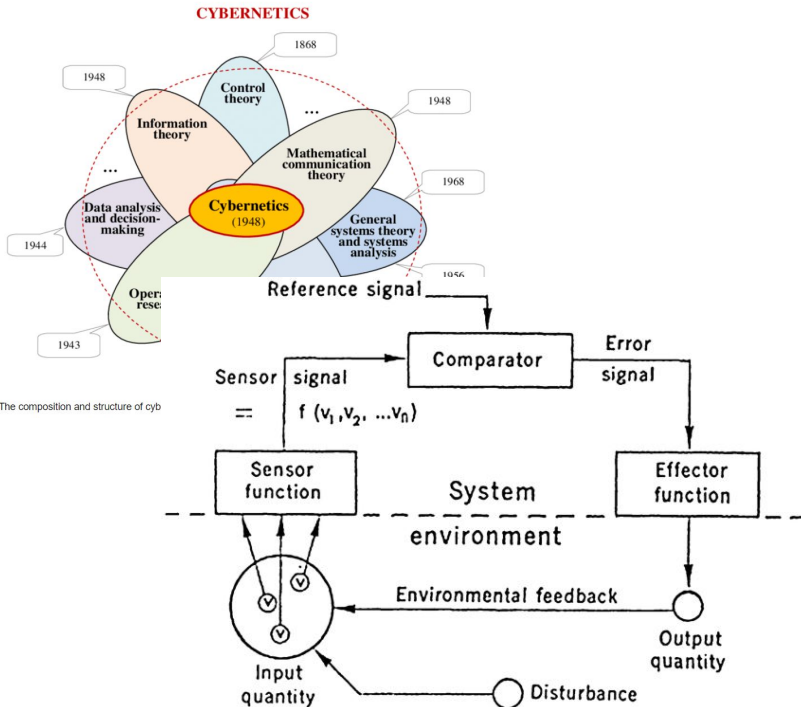 CYBERNETICS
1868
1948
Control
theory
...
1948
Information
theory
Mathematical
communication
theory
...
1968
Data analysis
and decision-
making
Cybernetics
(1948)
General
systems theory
and systems
analysis
1944
1956
1943
The composition and structure of
Reference signal
Comparator
Error
signal
Sensor signal
= f (v1,v2, ...vn)
Sensor
function
Effector
function
System
environment
v
v
v
Environmental feedback
Output
quantity
Input
quantity
Disturbance